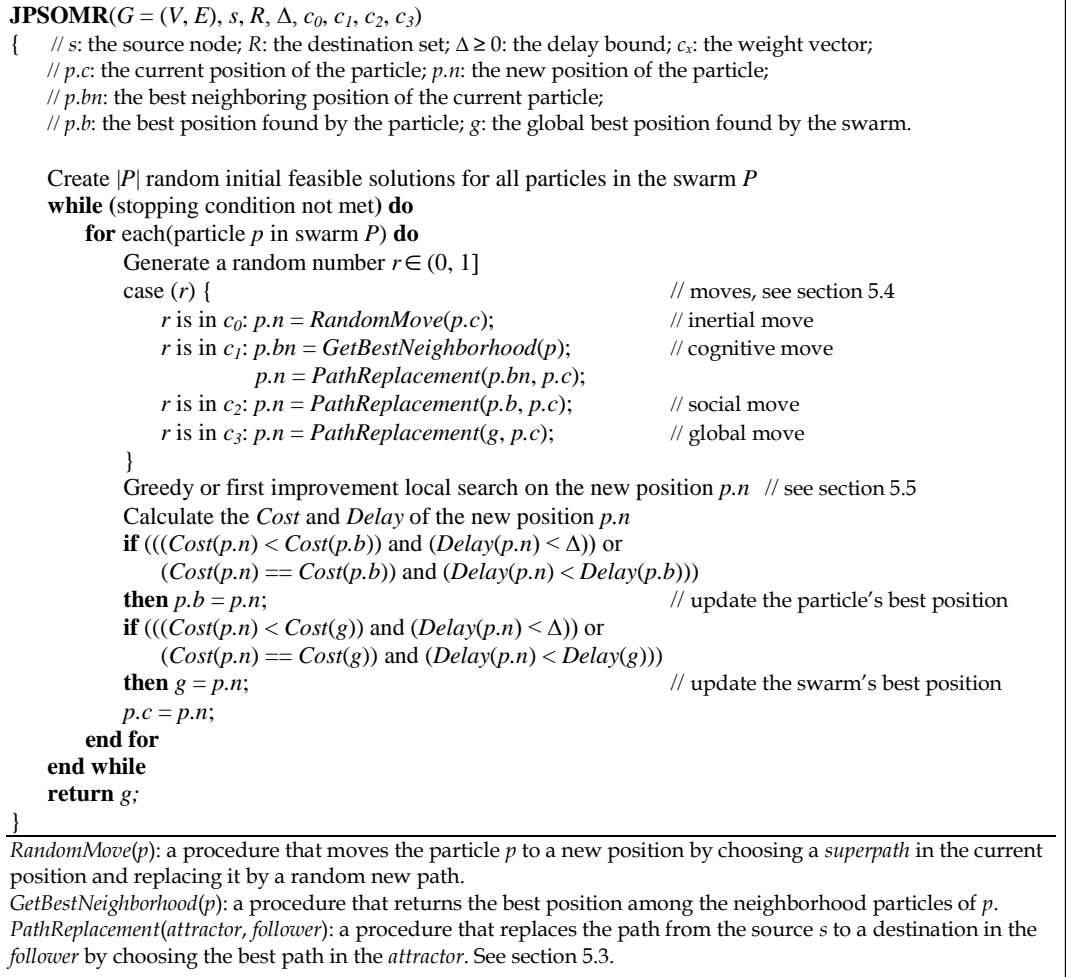 JPSOMR(G = (V, E), s, R, Δ, c0, c1, c2, c3)
{ // s: the source node; R: the destination set; Δ ≥ 0: the delay bound; cx: the weight vector;
// p.c: the current position of the particle; p.n: the new position of the particle;
// p.bn: the best neighboring position of the current particle;
// p.b: the best position found by the particle; g: the global best position found by the swarm.
Create |P| random initial feasible solutions for all particles in the swarm P
while (stopping condition not met) do
for each(particle p in swarm P) do
Generate a random number r ∈ (0, 1]
case (r) { // moves, see section 5.4
r is in c0: p.n = RandomMove(p.c); // inertial move
r is in c1: p.bn = GetBestNeighborhood(p); // cognitive move
p.n = PathReplacement(p.bn, p.c);
r is in c2: p.n = PathReplacement(p.b, p.c); // social move
r is in c3: p.n = PathReplacement(g, p.c); // global move
}
Greedy or first improvement local search on the new position p.n // see section 5.5
Calculate the Cost and Delay of the new position p.n
if (((Cost(p.n) < Cost(p.b)) and (Delay(p.n) < Δ)) or
(Cost(p.n) == Cost(p.b)) and (Delay(p.n) < Delay(p.b)))
then p.b = p.n; // update the particle's best position
if (((Cost(p.n) < Cost(g)) and (Delay(p.n) < Δ)) or
(Cost(p.n) == Cost(g)) and (Delay(p.n) < Delay(g)))
then g = p.n; // update the swarm's best position
p.c = p.n;
end for
end while
return g;
}
RandomMove(p): a procedure that moves the particle p to a new position by choosing a superpath in the current
position and replacing it by a random new path.
GetBestNeighborhood(p): a procedure that returns the best position among the neighborhood particles of p.
PathReplacement(attractor, follower): a procedure that replaces the path from the source s to a destination in the
follower by choosing the best path in the attractor. See section 5.3.